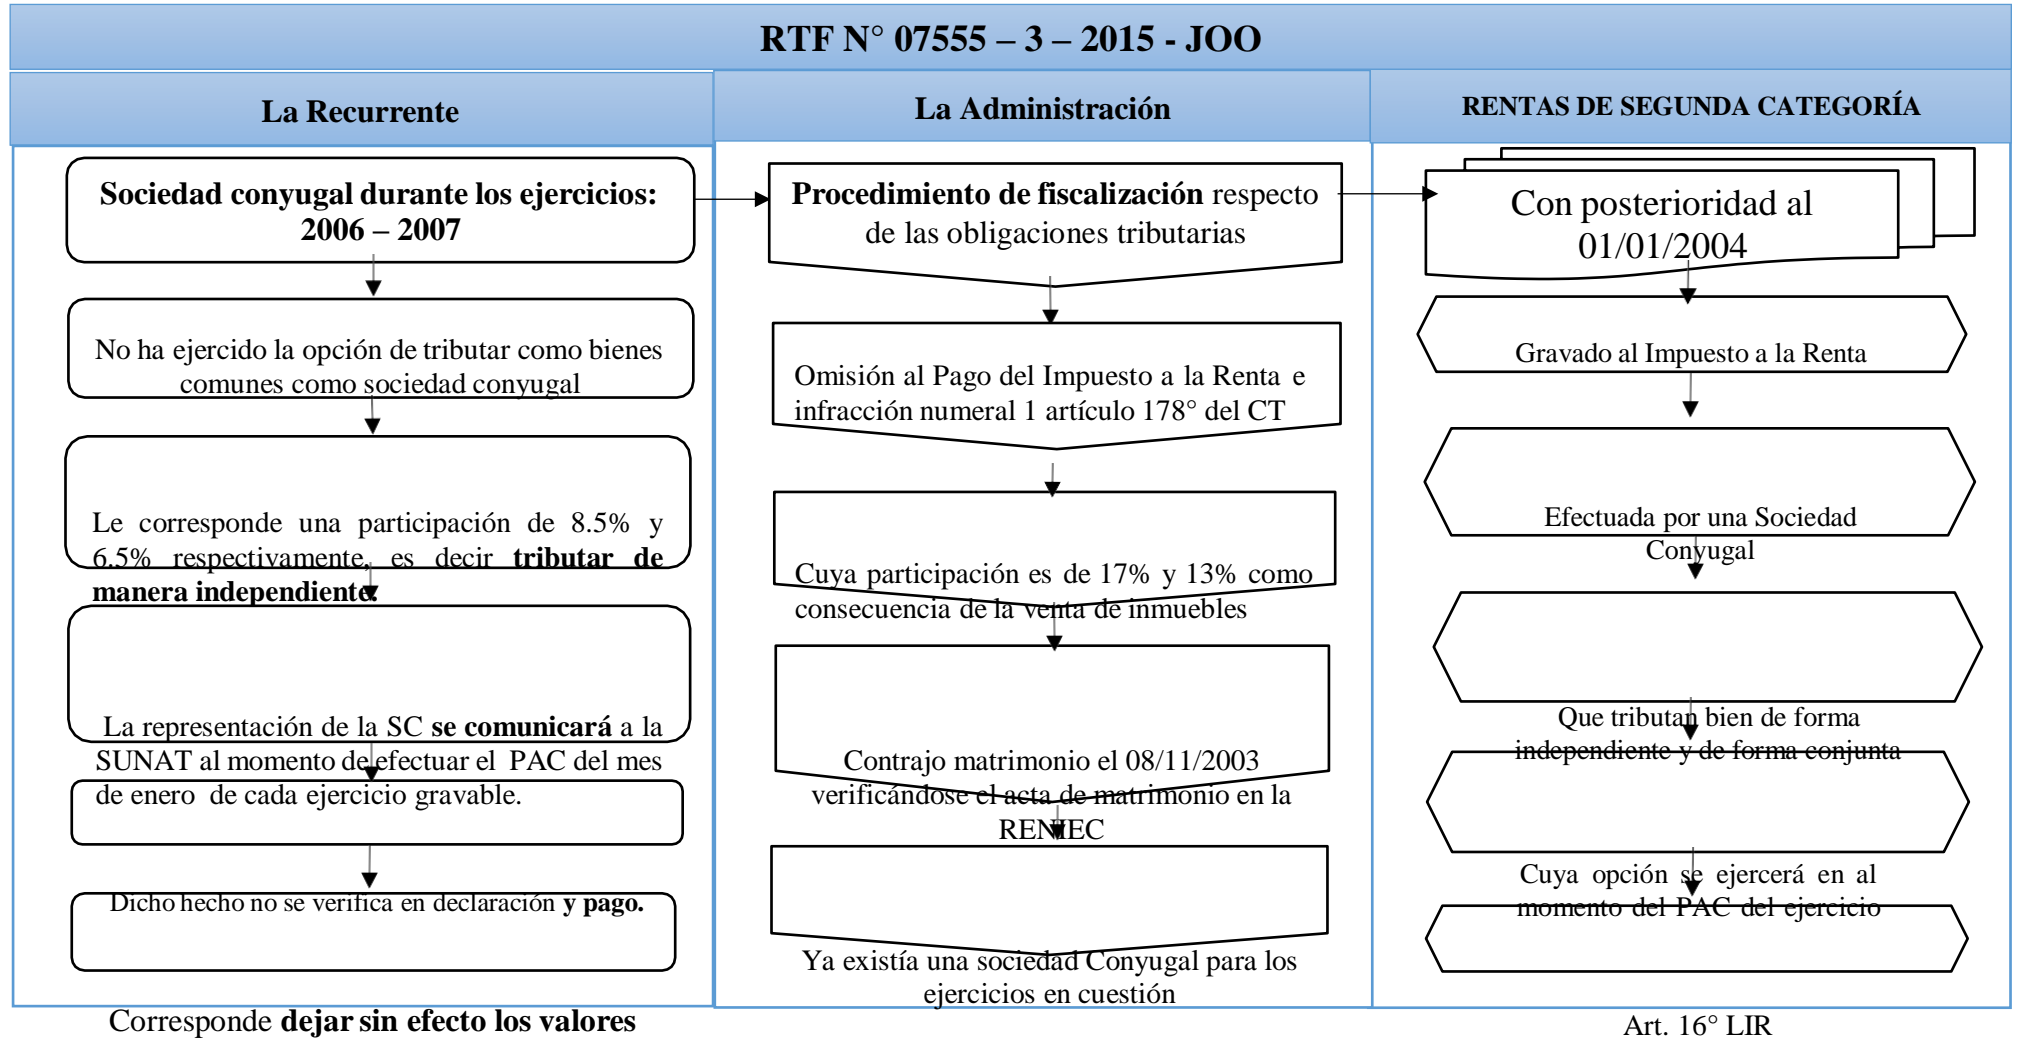 RTF N° 07555 – 3 – 2015 - JOO
La Recurrente
Sociedad conyugal durante los ejercicios:
2006 – 2007
No ha ejercido la opción de tributar como bienes
comunes como sociedad conyugal
Le corresponde una participación de 8.5% y
6.5% respectivamente, es decir tributar de
manera independiente.
La representación de la SC se comunicará a la
SUNAT al momento de efectuar el PAC del mes
de enero de cada ejercicio gravable.
Dicho hecho no se verifica en declaración y pago.
Corresponde dejar sin efecto los valores
La Administración
Procedimiento de fiscalización respecto
de las obligaciones tributarias
Omisión al Pago del Impuesto a la Renta e
infracción numeral 1 artículo 178° del CT
Cuya participación es de 17% y 13% como
consecuencia de la venta de inmuebles
Contrajo matrimonio el 08/11/2003
verificándose el acta de matrimonio en la
RENIEC
Ya existía una sociedad Conyugal para los
ejercicios en cuestión
RENTAS DE SEGUNDA CATEGORÍA
Con posterioridad al
01/01/2004
Gravado al Impuesto a la Renta
Efectuada por una Sociedad
Conyugal
Que tributan bien de forma
independiente y de forma conjunta
Cuya opción se ejercerá en al
momento del PAC del ejercicio
Art. 16° LIR